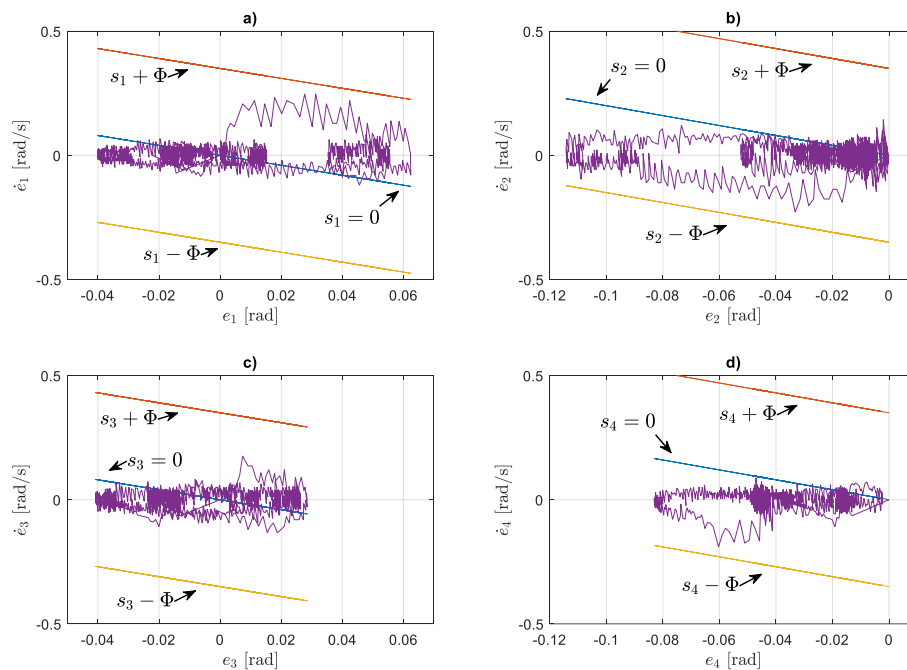 a)
0.5
0
-0.5
ė₁ [rad/s]
s₁ + Φ
s₁ = 0
s₁ − Φ
-0.04 -0.02 0 0.02 0.04 0.06
e₁ [rad]
b)
0.5
0
-0.5
ė₂ [rad/s]
s₂ = 0
s₂ + Φ
s₂ − Φ
-0.12 -0.1 -0.08 -0.06 -0.04 -0.02 0
e₂ [rad]
c)
0.5
0
-0.5
ė₃ [rad/s]
s₃ + Φ
s₃ = 0
s₃ − Φ
-0.04 -0.02 0 0.02 0.04 0.06
e₃ [rad]
d)
0.5
0
-0.5
ė₄ [rad/s]
s₄ + Φ
s₄ = 0
s₄ − Φ
-0.12 -0.1 -0.08 -0.06 -0.04 -0.02 0
e₄ [rad]